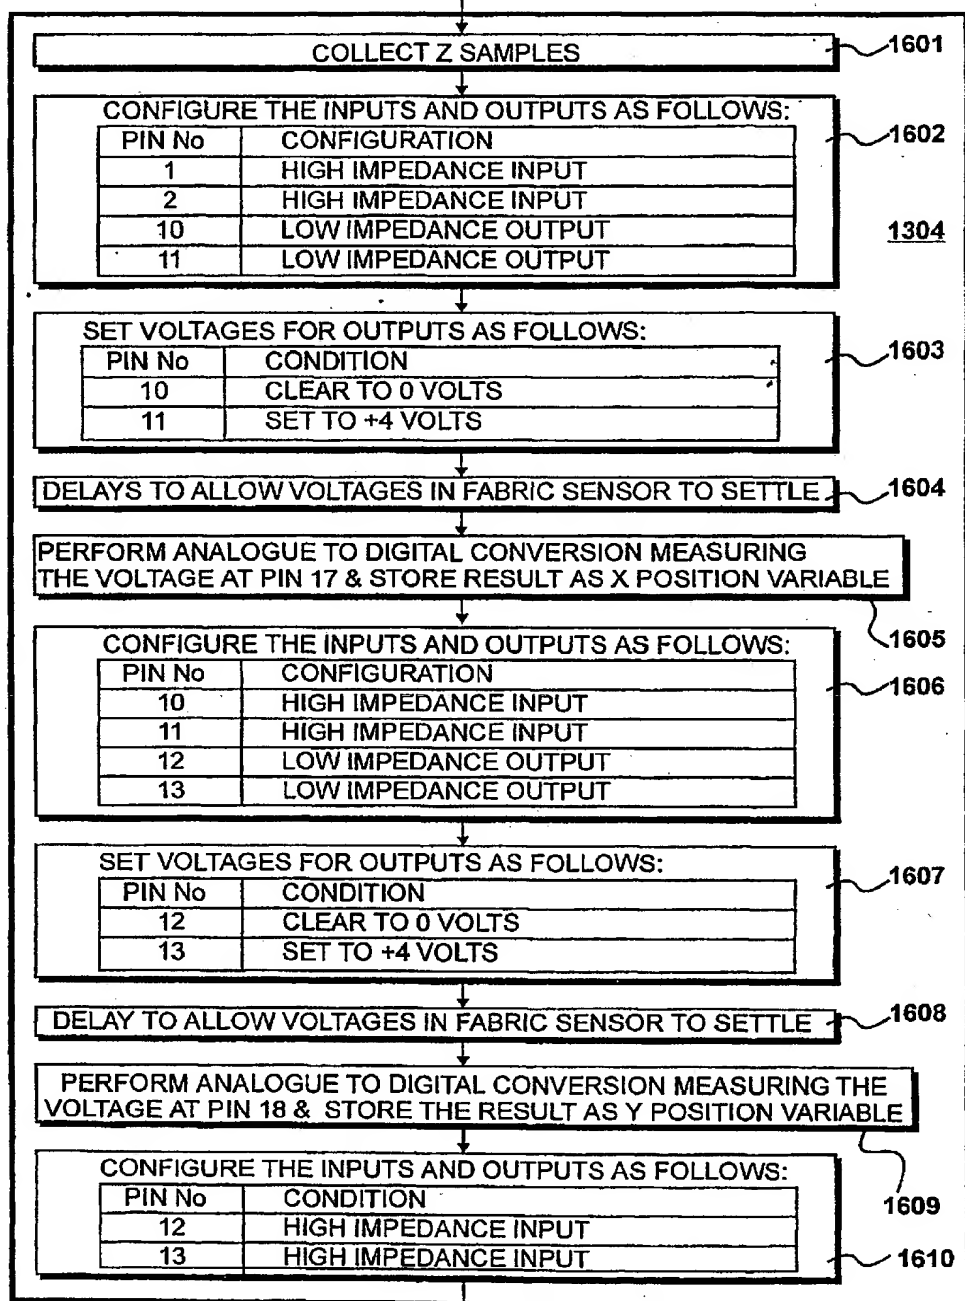 COLLECT Z SAMPLES
1601
CONFIGURE THE INPUTS AND OUTPUTS AS FOLLOWS:
PIN No CONFIGURATION
1602
1 HIGH IMPEDANCE INPUT
2 HIGH IMPEDANCE INPUT
10 LOW IMPEDANCE OUTPUT
1304
11 LOW IMPEDANCE OUTPUT
SET VOLTAGES FOR OUTPUTS AS FOLLOWS:
1603
PIN No CONDITION
10 CLEAR TO 0 VOLTS
11 SET TO +4 VOLTS
DELAYS TO ALLOW VOLTAGES IN FABRIC SENSOR TO SETTLE
1604
PERFORM ANALOGUE TO DIGITAL CONVERSION MEASURING
THE VOLTAGE AT PIN 17 & STORE RESULT AS X POSITION VARIABLE
1605
CONFIGURE THE INPUTS AND OUTPUTS AS FOLLOWS:
PIN No CONFIGURATION
1606
10 HIGH IMPEDANCE INPUT
11 HIGH IMPEDANCE INPUT
12 LOW IMPEDANCE OUTPUT
13 LOW IMPEDANCE OUTPUT
SET VOLTAGES FOR OUTPUTS AS FOLLOWS:
1607
PIN No CONDITION
12 CLEAR TO 0 VOLTS
13 SET TO +4 VOLTS
DELAY TO ALLOW VOLTAGES IN FABRIC SENSOR TO SETTLE
1608
PERFORM ANALOGUE TO DIGITAL CONVERSION MEASURING THE
VOLTAGE AT PIN 18 & STORE THE RESULT AS Y POSITION VARIABLE
1609
CONFIGURE THE INPUTS AND OUTPUTS AS FOLLOWS:
PIN No CONDITION
12 HIGH IMPEDANCE INPUT
13 HIGH IMPEDANCE INPUT
1610